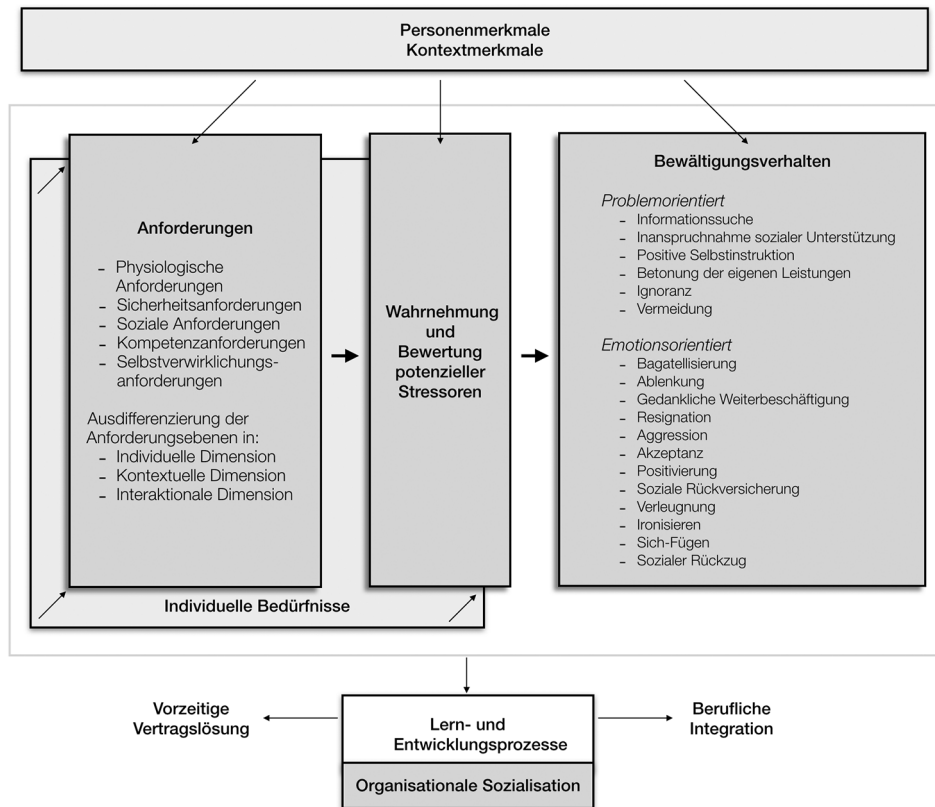 Personenmerkmale
Kontextmerkmale
Anforderungen
- Physiologische
Anforderungen
- Sicherheitsanforderungen
- Soziale Anforderungen
- Kompetenzanforderungen
- Selbstverwirklichungs-
anforderungen
Ausdifferenzierung der
Anforderungsebenen in:
- Individuelle Dimension
- Kontextuelle Dimension
- Interaktionale Dimension
Individuelle Bedürfnisse
Wahrnehmung
und
Bewertung
potenzieller
Stressoren
Bewältigungsverhalten
Problemorientiert
- Informationssuche
- Inanspruchnahme sozialer Unterstützung
- Positive Selbstinstruktion
- Betonung der eigenen Leistungen
- Ignoranz
- Vermeidung
Emotionsorientiert
- Bagatellisierung
- Ablenkung
- Gedankliche Weiterbeschäftigung
- Resignation
- Aggression
- Akzeptanz
- Positivierung
- Soziale Rückversicherung
- Verleugnung
- Ironisieren
- Sich-Fügen
- Sozialer Rückzug
Vorzeitige
Vertragslösung
Lern- und
Entwicklungsprozesse
Organisationale Sozialisation
Berufliche
Integration